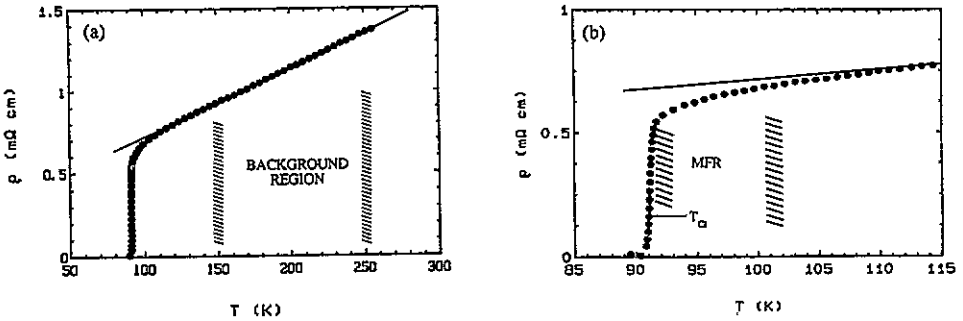 (a)
1.5
1
0.5
0
ρ (mΩ cm)
BACKGROUND
REGION
50 100 150 200 250 300
T (K)
(b)
1
0.5
0
ρ (mΩ cm)
MFR
T_CI
85 90 95 100 105 110 115
T (K)